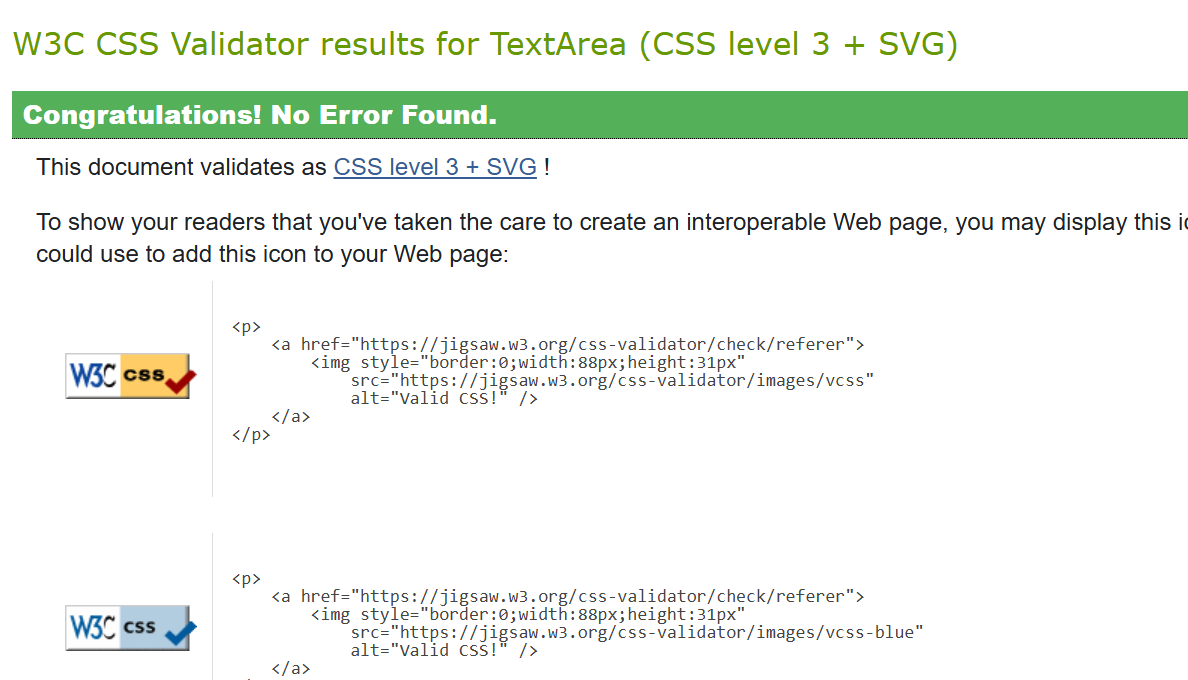 W3C CSS Validator results for TextArea (CSS level 3 + SVG)
Congratulations! No Error Found.
This document validates as CSS level 3 + SVG !
To show your readers that you've taken the care to create an interoperable Web page, you may display this
could use to add this icon to your Web page:
<p>
<a href="https://jigsaw.w3.org/css-validator/check/referer">
<img style="border:0;width:88px;height:31px"
src="https://jigsaw.w3.org/css-validator/images/vcss"
alt="Valid CSS!" />
</a>
</p>
W3C css
<p>
<a href="https://jigsaw.w3.org/css-validator/check/referer">
<img style="border:0;width:88px;height:31px"
src="https://jigsaw.w3.org/css-validator/images/vcss-blue"
alt="Valid CSS!" />
</a>
W3C css